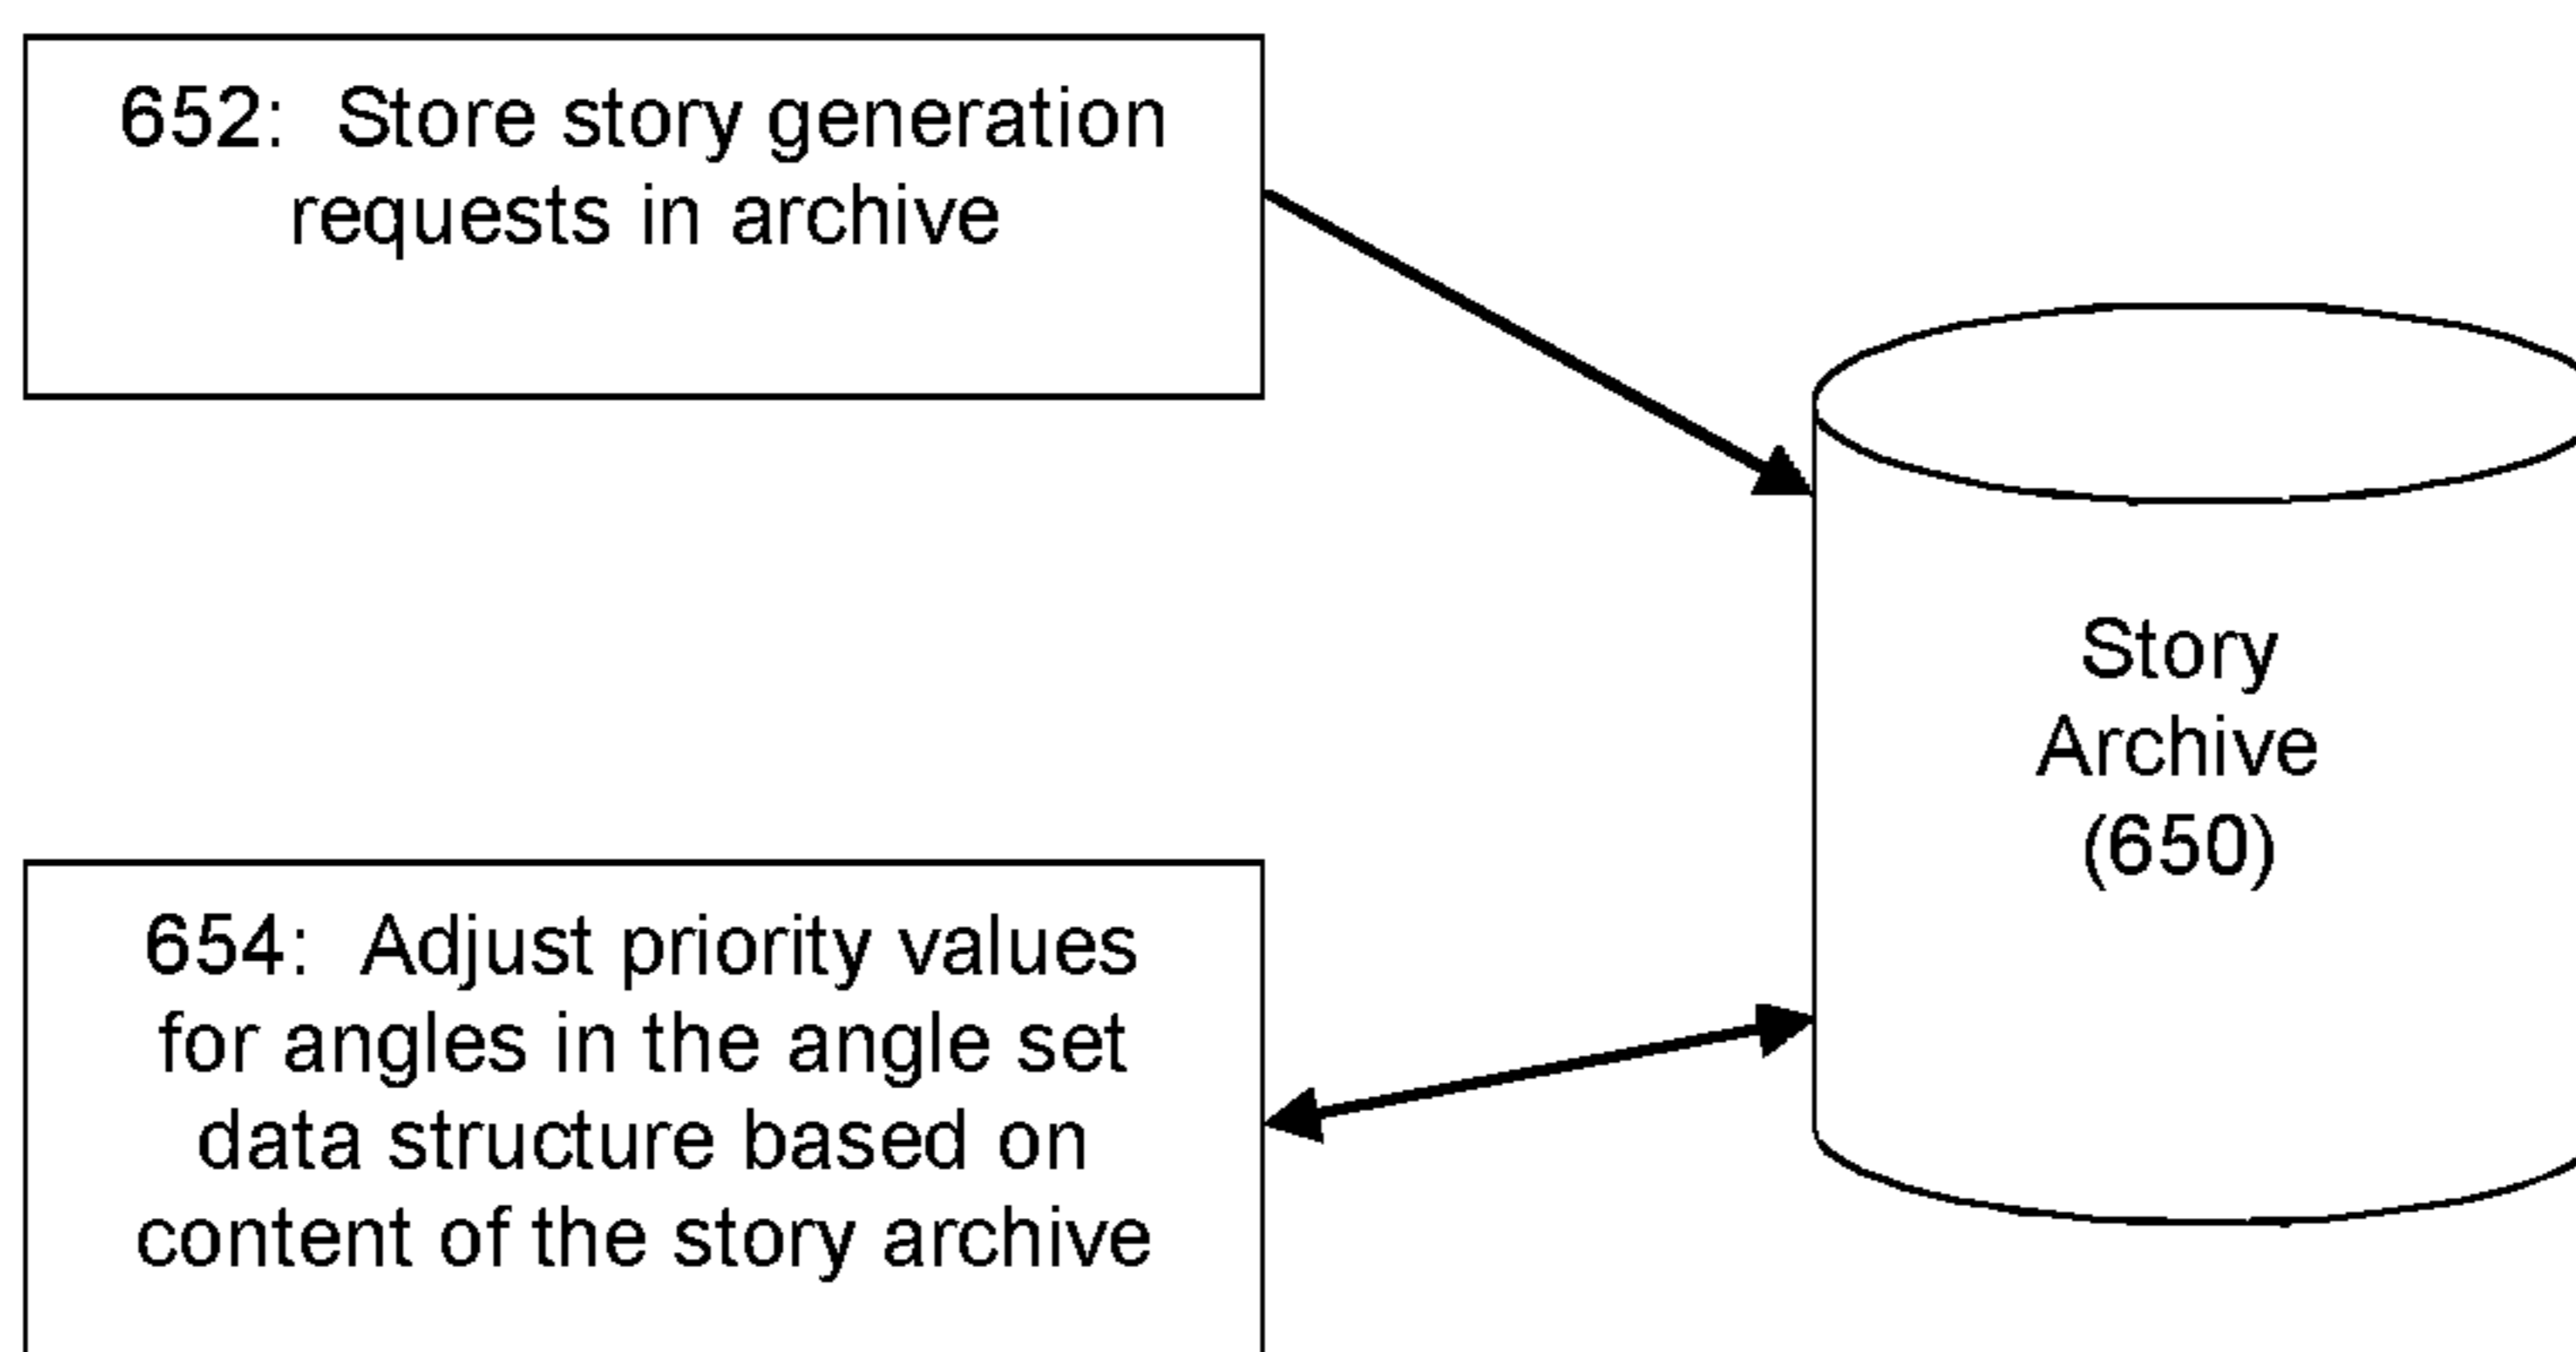 652:  Store story generation
requests in archive
Story
Archive
(650)
654:  Adjust priority values
for angles in the angle set
data structure based on
content of the story archive